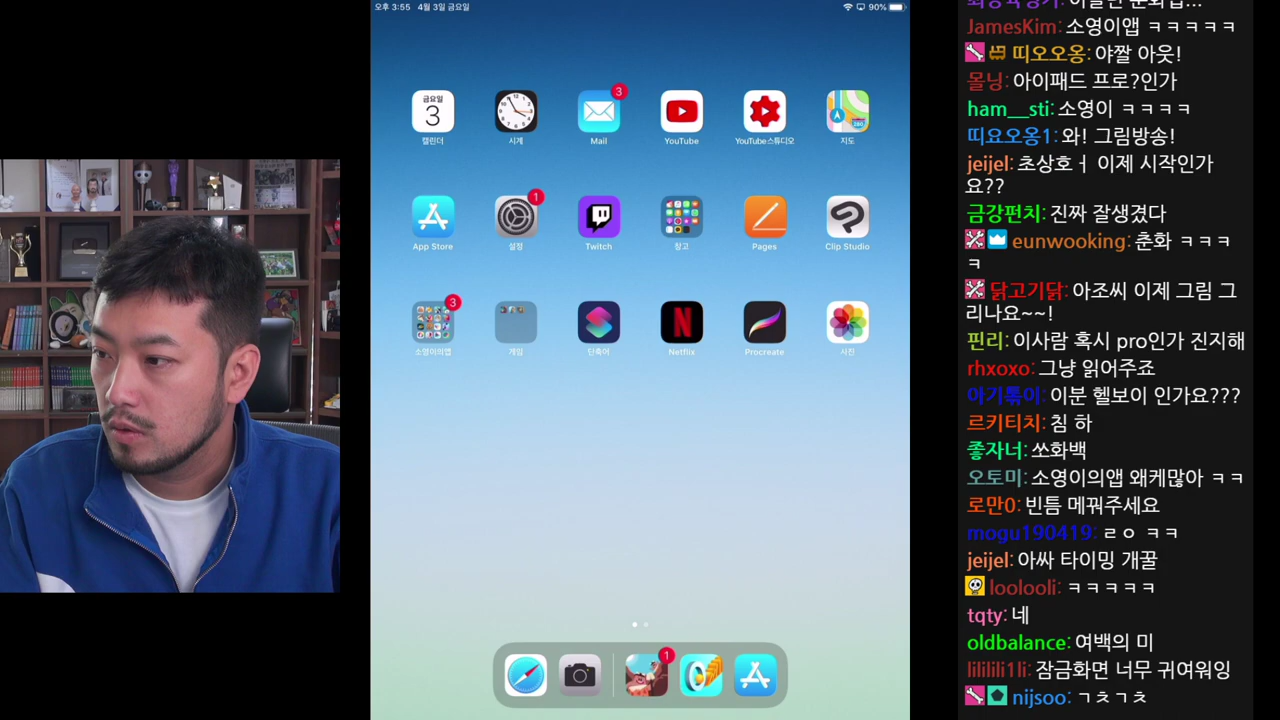 오후 3:55 4월 3일 금요일
90%
금요일
3
캘린더
시계
3
Mail
YouTube
YouTube스튜디오
280
지도
App Store
1
설정
Twitch
창고
Pages
Clip Studio
3
소영이의앱
게임
단축어
Netflix
Procreate
사진
1
JamesKim: 소영이앱 ㅋㅋㅋㅋㅋ
띠오오옹: 야짤 아웃!
몰닝: 아이패드 프로?인가
ham__sti: 소영이 ㅋㅋㅋㅋ
띠요오옹1: 와! 그림방송!
jeijel: 초상호ㅓ 이제 시작인가
요??
금강펀치: 진짜 잘생겼다
eunwooking: 춘화 ㅋㅋㅋ
ㅋ
닭고기닭: 아조씨 이제 그림 그
리나요~~!
핀리: 이사람 혹시 pro인가 진지해
rhxoxo: 그냥 읽어주죠
아기톢이: 이분 헬보이 인가요???
르키티치: 침 하
좋자너: 쏘화백
오토미: 소영이의앱 왜케많아 ㅋㅋ
로만0: 빈틈 메꿔주세요
mogu190419: ㄹㅇ ㅋㅋ
jeijel: 아싸 타이밍 개꿀
loolooli: ㅋㅋㅋㅋㅋ
tqty: 네
oldbalance: 여백의 미
lililili1li: 잠금화면 너무 귀여워잉
nijsoo: ㄱㅊㄱㅊ